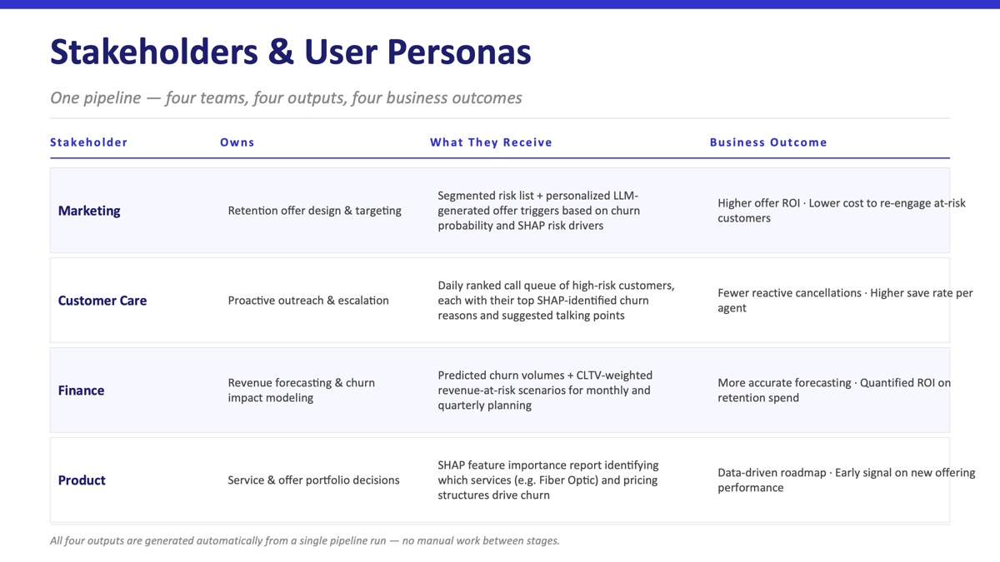 Stakeholders & User Personas
One pipeline — four teams, four outputs, four business outcomes
Stakeholder
Owns
What They Receive
Business Outcome
Marketing
Retention offer design & targeting
Segmented risk list + personalized LLM-
generated offer triggers based on churn
probability and SHAP risk drivers
Higher offer ROI · Lower cost to re-engage at-risk
customers
Customer Care
Proactive outreach & escalation
Daily ranked call queue of high-risk customers,
each with their top SHAP-identified churn
reasons and suggested talking points
Fewer reactive cancellations · Higher save rate per
agent
Finance
Revenue forecasting & churn
impact modeling
Predicted churn volumes + CLTV-weighted
revenue-at-risk scenarios for monthly and
quarterly planning
More accurate forecasting · Quantified ROI on
retention spend
Product
Service & offer portfolio decisions
SHAP feature importance report identifying
which services (e.g. Fiber Optic) and pricing
structures drive churn
Data-driven roadmap · Early signal on new offering
performance
All four outputs are generated automatically from a single pipeline run — no manual work between stages.